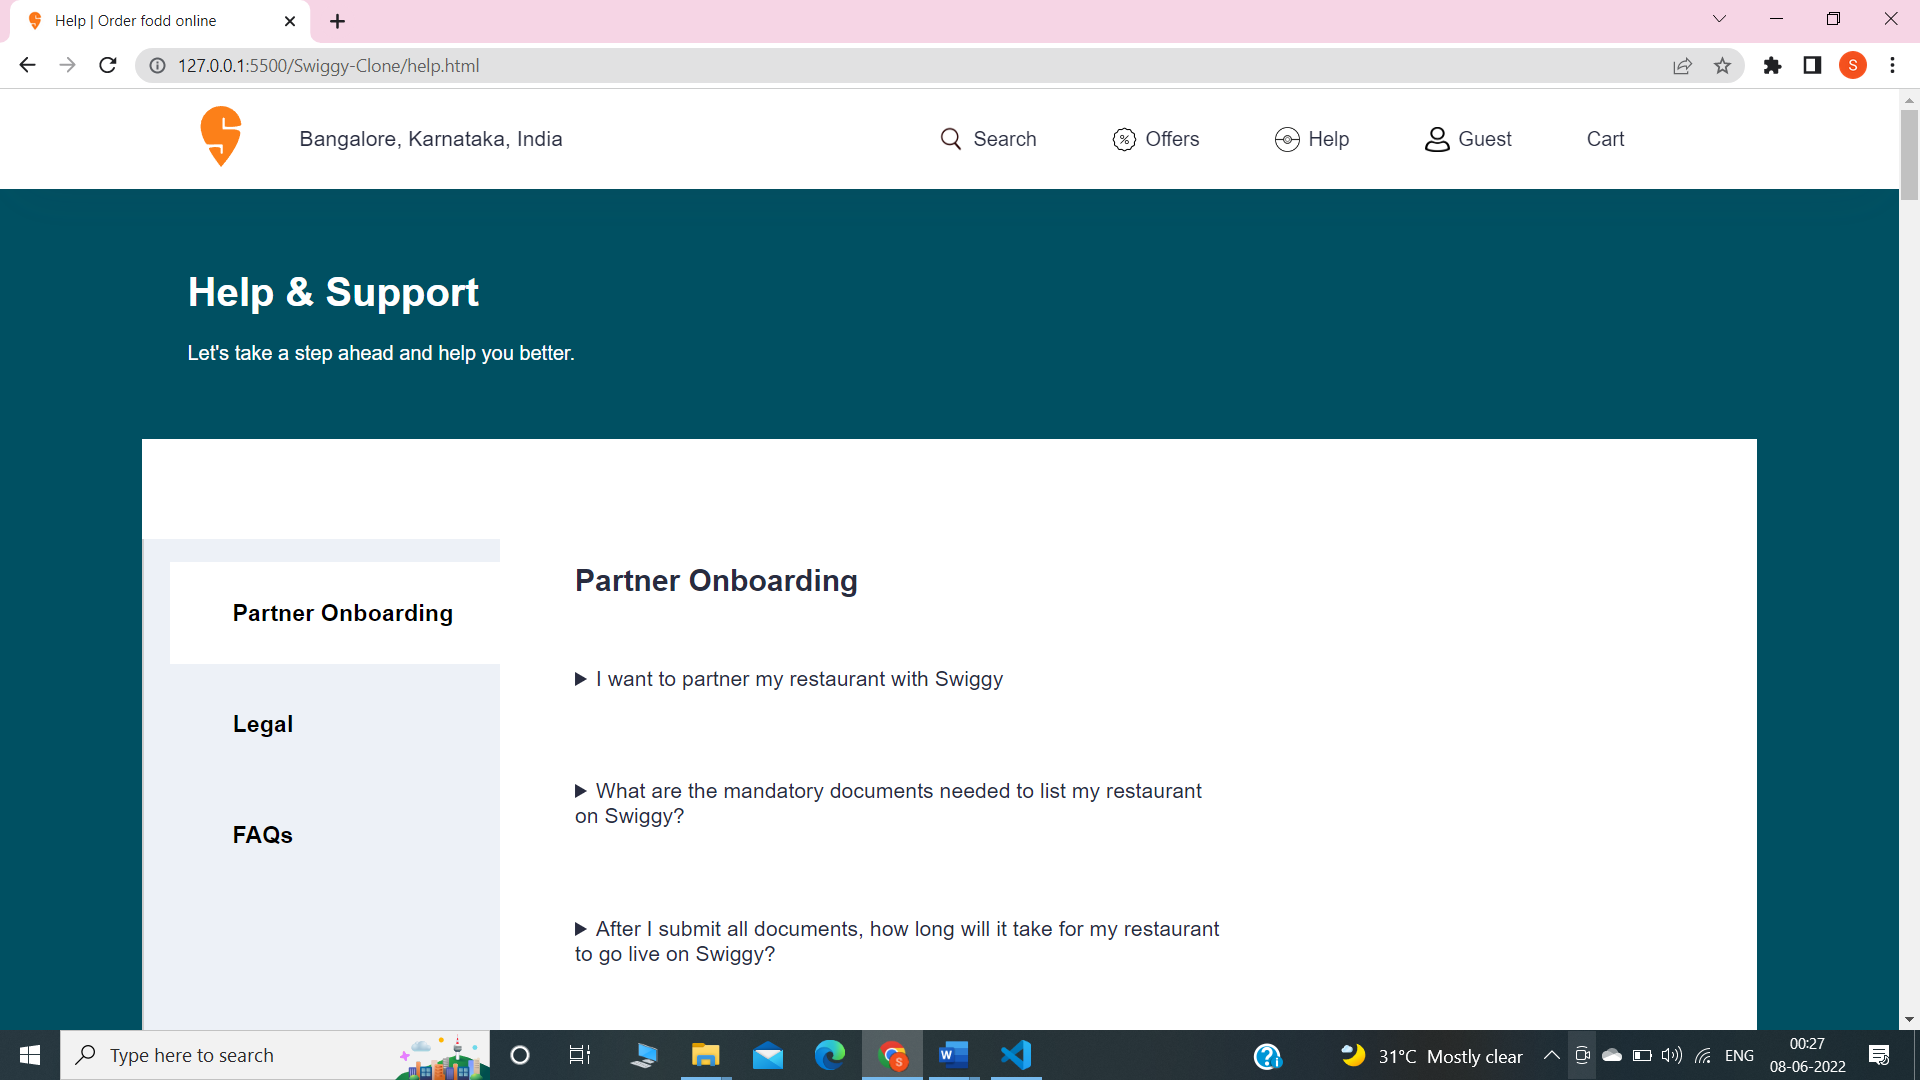 Help | Order fodd online
127.0.0.1:5500/Swiggy-Clone/help.html
S
Bangalore, Karnataka, India
Search
Offers
Help
Guest
Cart
Help & Support
Let's take a step ahead and help you better.
Partner Onboarding
Legal
FAQs
Partner Onboarding
I want to partner my restaurant with Swiggy
What are the mandatory documents needed to list my restaurant
on Swiggy?
After I submit all documents, how long will it take for my restaurant
to go live on Swiggy?
Type here to search
S
W
31°C Mostly clear
ENG
00:27
08-06-2022